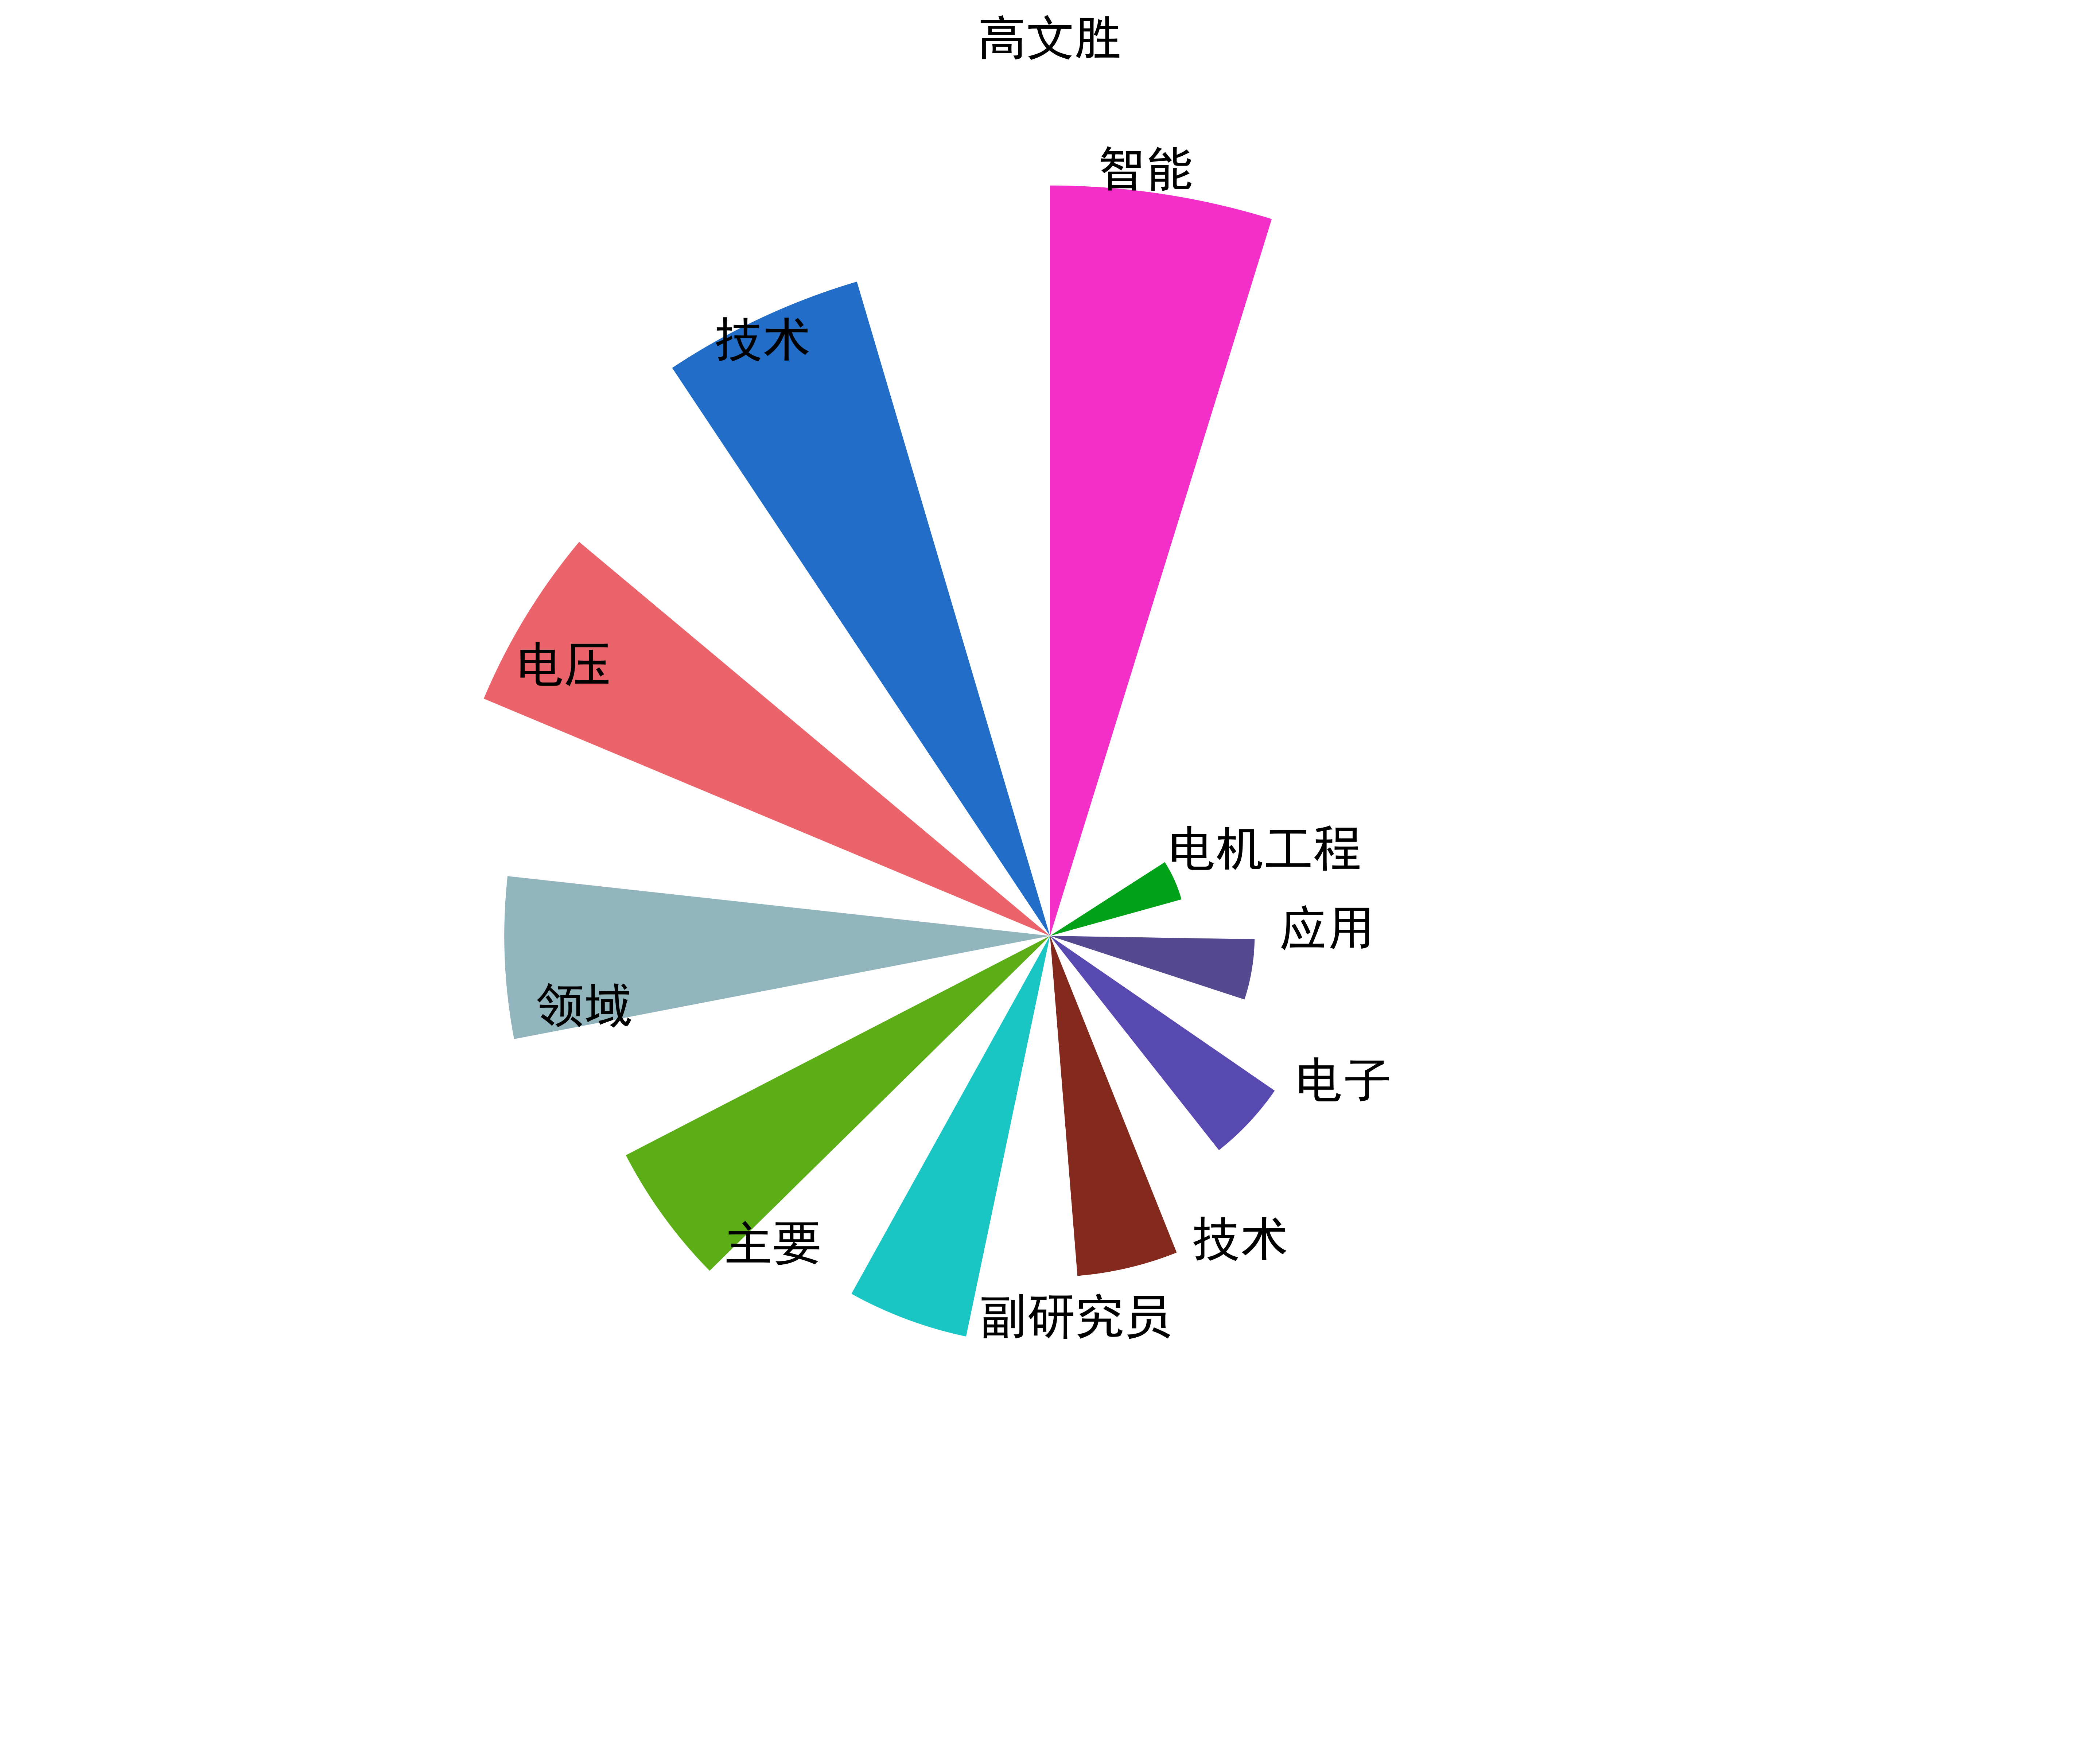 高文胜
智能
技术
电压
电机工程
应用
领域
电子
主要
技术
副研究员